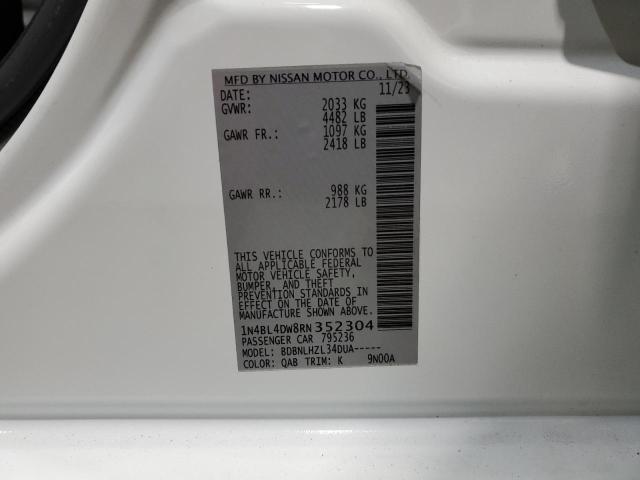 MFD BY NISSAN MOTOR CO., LTD.
DATE: 11/23
GVWR: 2033 KG
4482 LB
GAWR FR.: 1097 KG
2418 LB
GAWR RR.: 988 KG
2178 LB
THIS VEHICLE CONFORMS TO
ALL APPLICABLE FEDERAL
MOTOR VEHICLE SAFETY,
BUMPER, AND THEFT
PREVENTION STANDARDS IN
EFFECT ON THE DATE OF
MANUFACTURE SHOWN ABOVE.
1N4BL4DW8RN352304
PASSENGER CAR 795236
MODEL: BDBNLHZL34DUA-----
COLOR: QAB TRIM: K 9N00A